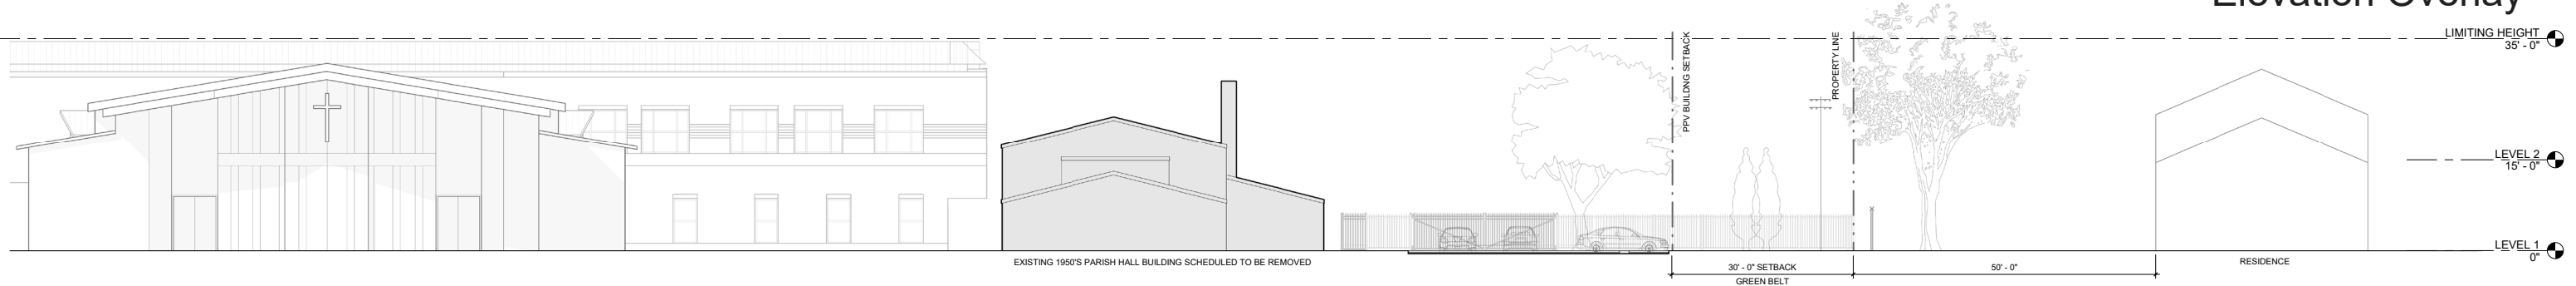 Elevation Overlay
LIMITING HEIGHT
35' - 0"
PPV BUILDNG SETBACK
PROPERTY LINE
LEVEL 2
15' - 0"
LEVEL 1
0"
EXISTING 1950'S PARISH HALL BUILDING SCHEDULED TO BE REMOVED
30' - 0" SETBACK
GREEN BELT
50' - 0"
RESIDENCE